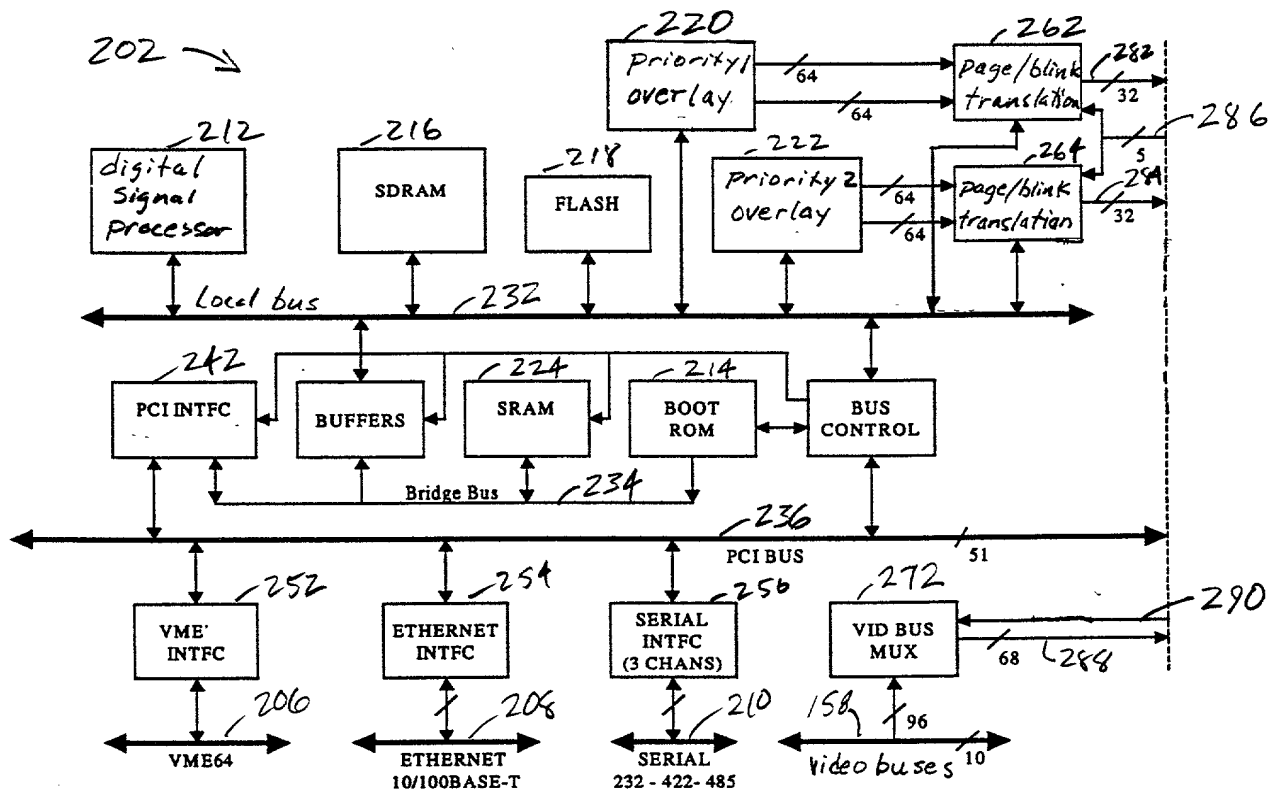 202
220
Priority 1
overlay
64
64
262
page/blink
translation
282
32
286
5
212
digital
Signal
Processor
216
SDRAM
218
FLASH
222
Priority 2
overlay
64
64
264
page/blink
translation
284
32
Local bus
232
242
PCI INTFC
BUFFERS
224
SRAM
214
BOOT
ROM
BUS
CONTROL
Bridge Bus
234
236
PCI BUS
51
252
VME'
INTFC
254
ETHERNET
INTFC
256
SERIAL
INTFC
(3 CHANS)
272
VID BUS
MUX
290
68
288
206
VME64
208
ETHERNET
10/100BASE-T
210
SERIAL
232 - 422- 485
158
96
Video buses
10